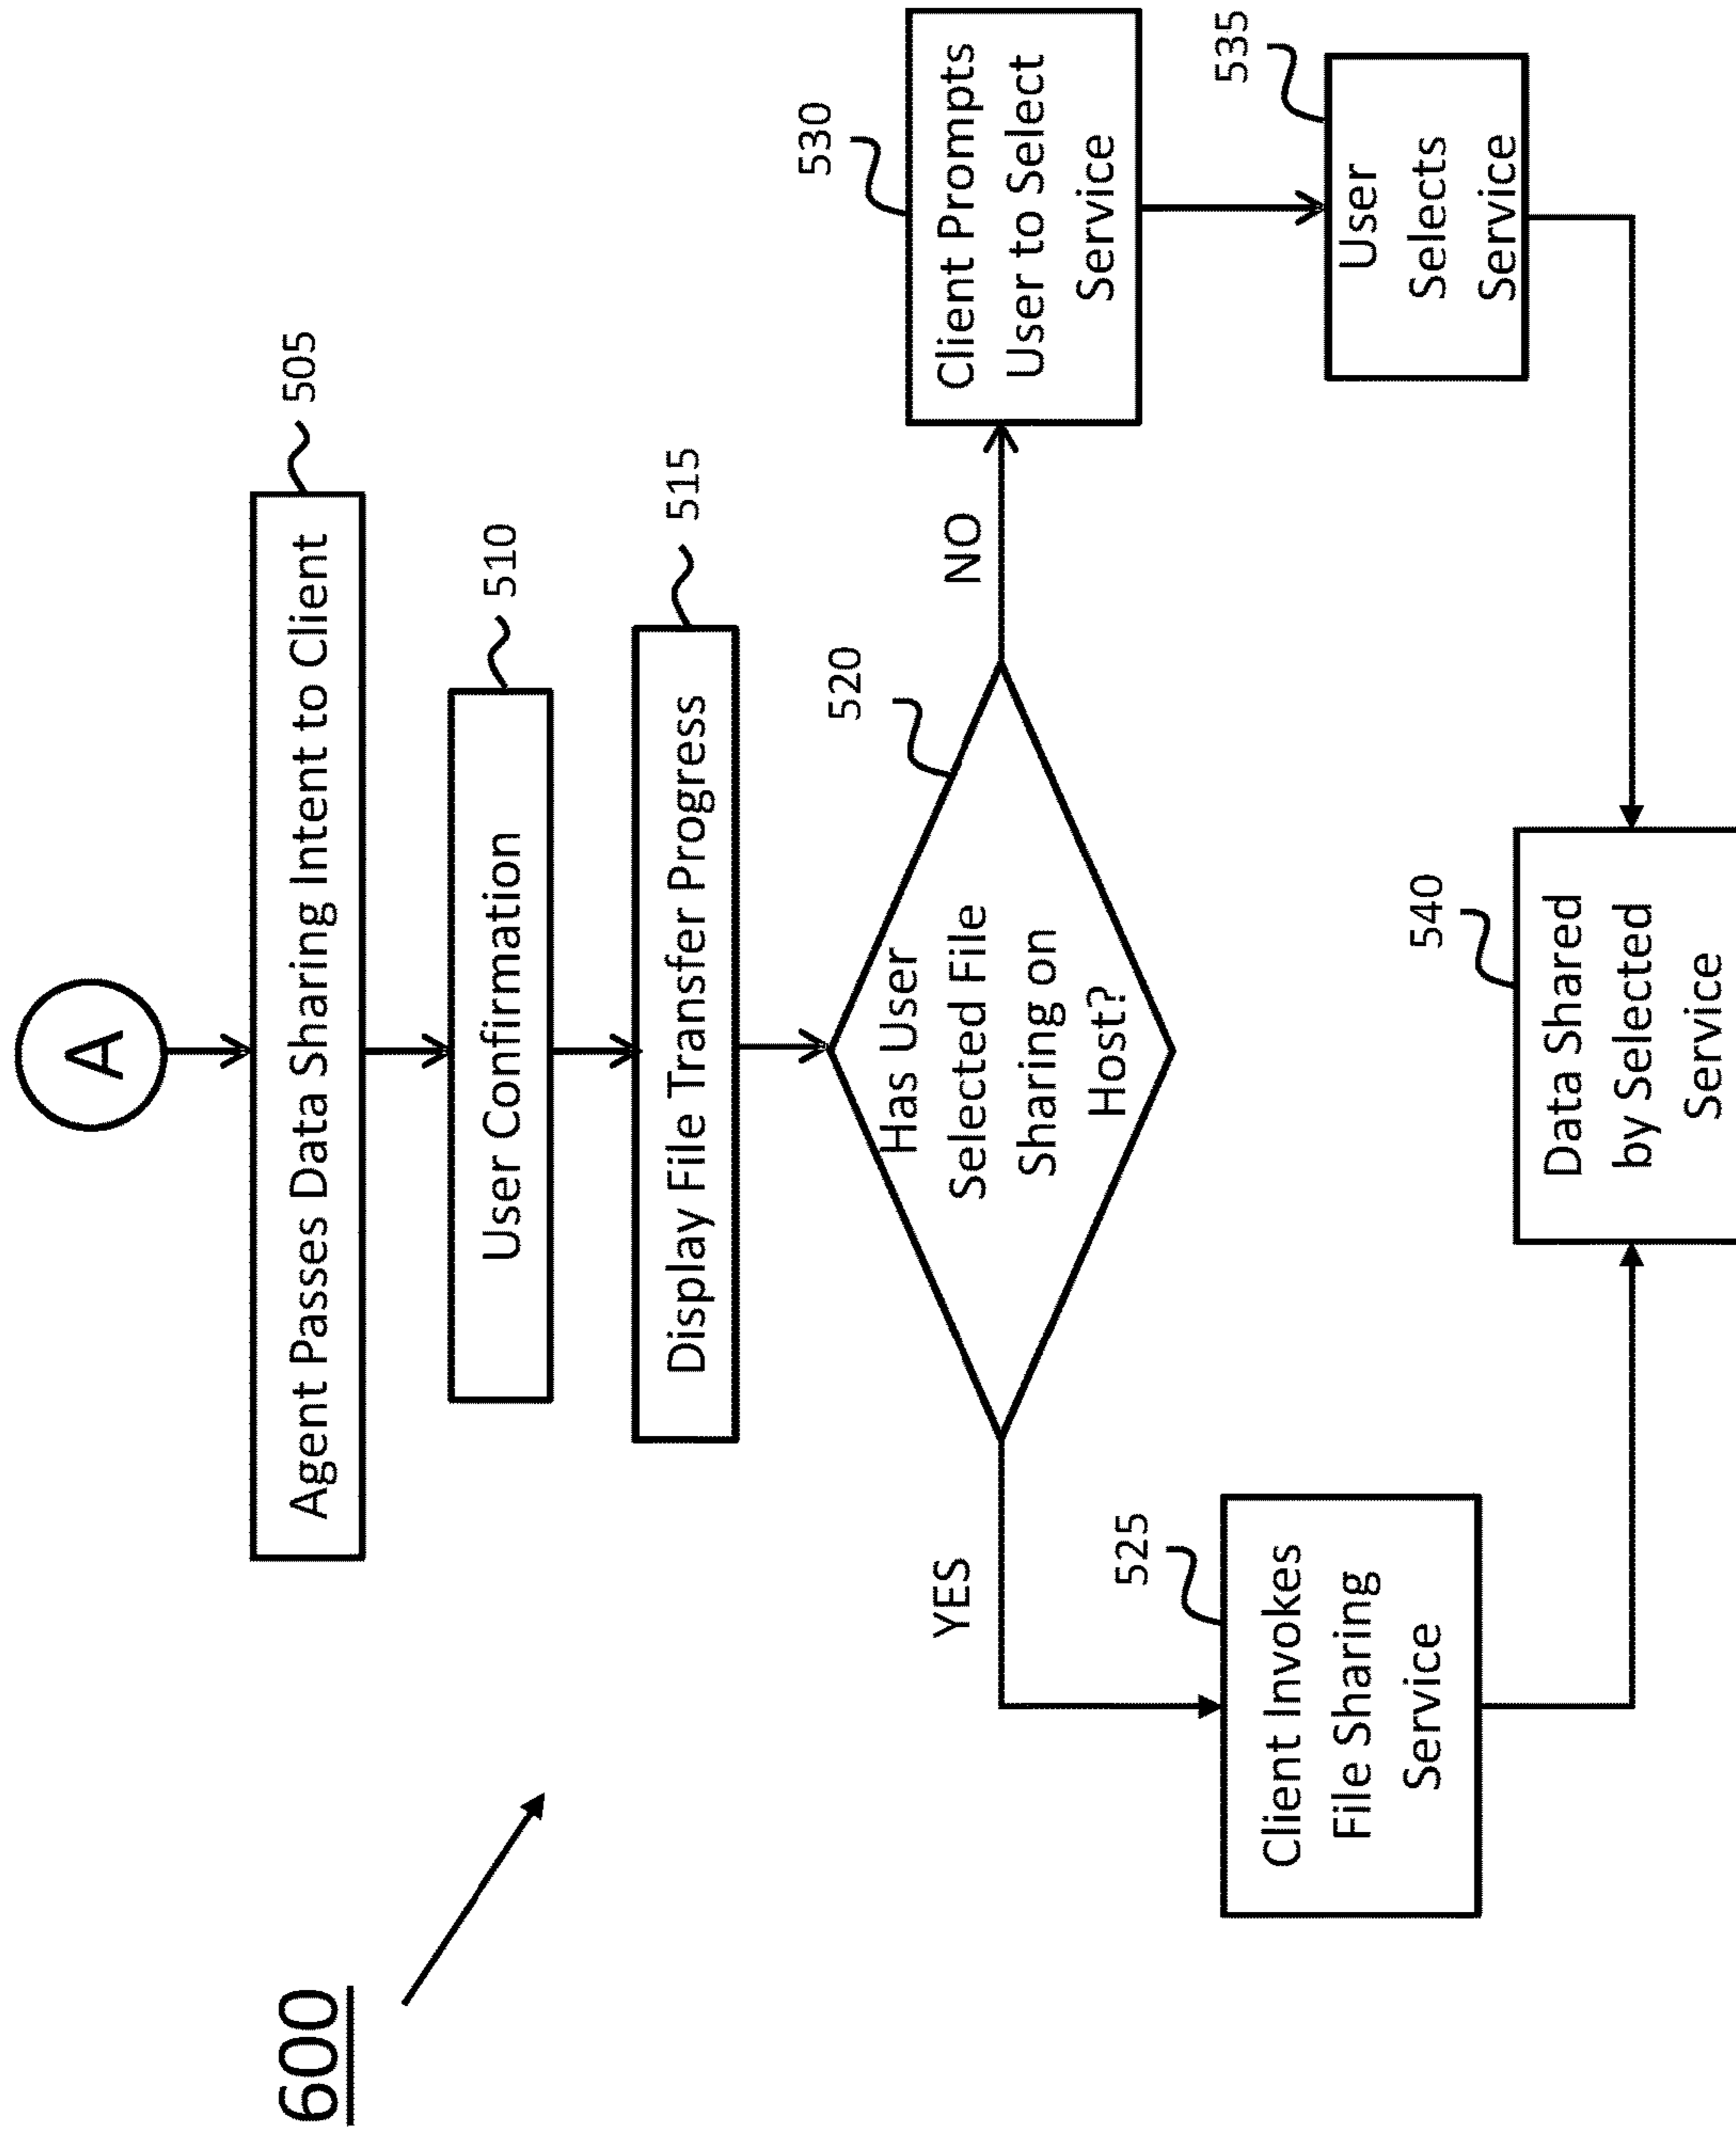 600
A
Agent Passes Data Sharing Intent to Client
505
User Confirmation
510
Display File Transfer Progress
515
Has User
Selected File
Sharing on
Host?
520
YES
NO
Client Invokes
File Sharing
Service
525
Client Prompts
User to Select
Service
530
User
Selects
Service
535
Data Shared
by Selected
Service
540